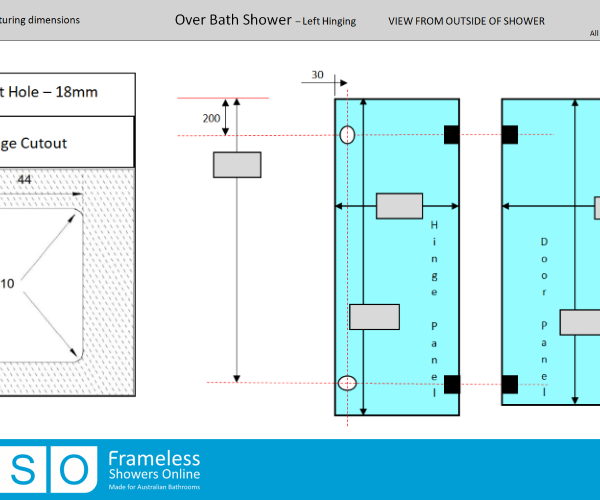 turing dimensions
Over Bath Shower – Left Hinging
VIEW FROM OUTSIDE OF SHOWER
All
t Hole – 18mm
ge Cutout
44
10
30
200
Hinge Panel
Door Panel
SO
Frameless
Showers Online
Made for Australian Bathrooms